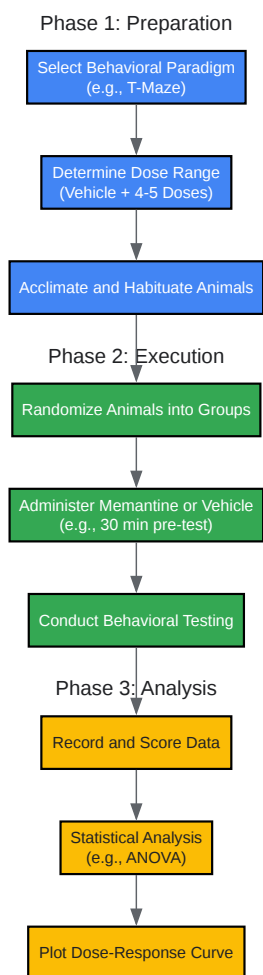 Phase 1: Preparation
Select Behavioral Paradigm
(e.g., T-Maze)
Determine Dose Range
(Vehicle + 4-5 Doses)
Acclimate and Habituate Animals
Phase 2: Execution
Randomize Animals into Groups
Administer Memantine or Vehicle
(e.g., 30 min pre-test)
Conduct Behavioral Testing
Phase 3: Analysis
Record and Score Data
Statistical Analysis
(e.g., ANOVA)
Plot Dose-Response Curve